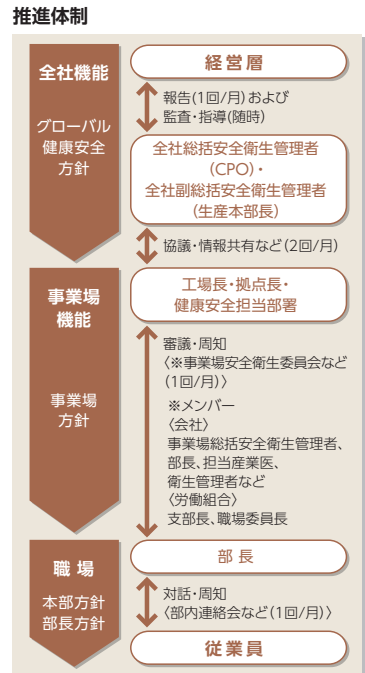 推進体制
全社機能
グローバル
健康安全
方針
経営層
報告(1回/月)および
監査・指導(随時)
全社総括安全衛生管理者
(CPO)・
全社副総括安全衛生管理者
(生産本部長)
協議・情報共有など(2回/月)
事業場
機能
事業場
方針
工場長・拠点長・
健康安全担当部署
審議・周知
〈※事業場安全衛生委員会など
(1回/月)〉
※メンバー
〈会社〉
事業場総括安全衛生管理者、
部長、担当産業医、
衛生管理者など
〈労働組合〉
支部長、職場委員長
職場
本部方針
部長方針
部長
対話・周知
〈部内連絡会など(1回/月)〉
従業員